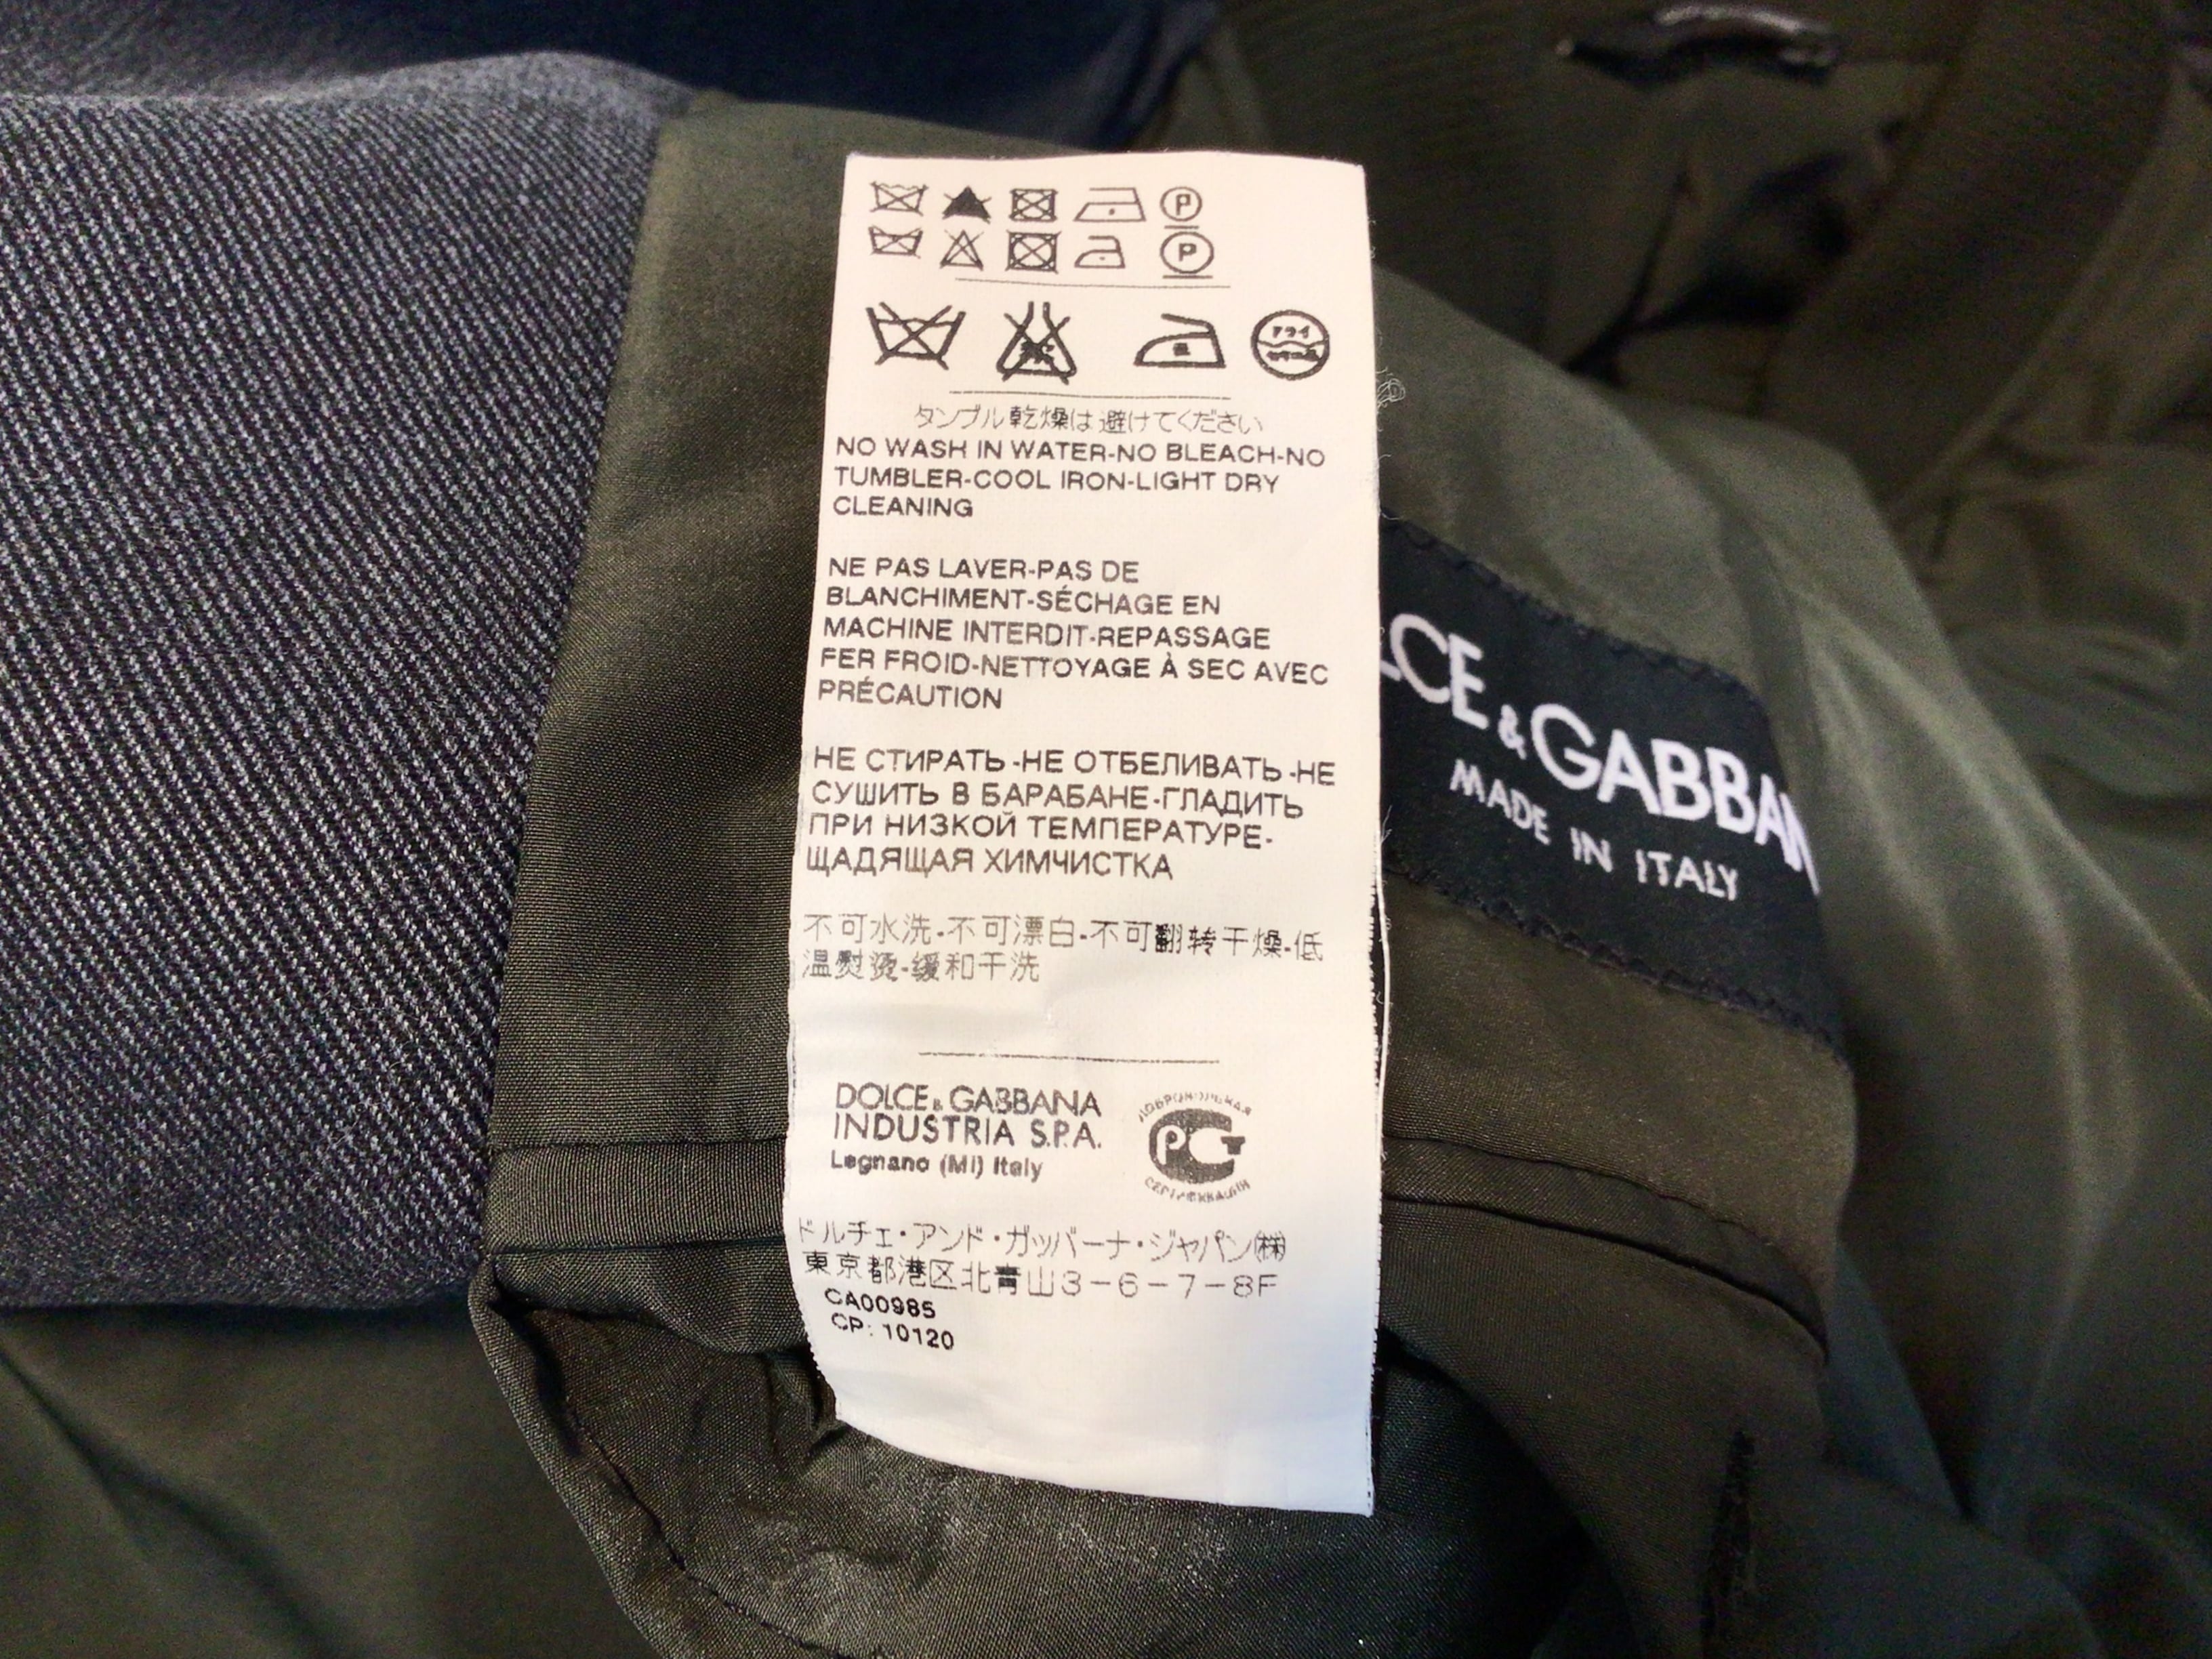 P
P
ドライ
タンブル乾燥は避けてください
NO WASH IN WATER-NO BLEACH-NO
TUMBLER-COOL IRON-LIGHT DRY
CLEANING
NE PAS LAVER-PAS DE
BLANCHIMENT-SÉCHAGE EN
MACHINE INTERDIT-REPASSAGE
FER FROID-NETTOYAGE À SEC AVEC
PRÉCAUTION
НЕ СТИРАТЬ-НЕ ОТБЕЛИВАТЬ-НЕ
СУШИТЬ В БАРАБАНЕ-ГЛАДИТЬ
ПРИ НИЗКОЙ ТЕМПЕРАТУРЕ-
ЩАДЯЩАЯ ХИМЧИСТКА
不可水洗-不可漂白-不可翻转干燥-低
温熨烫-缓和干洗
DOLCE & GABBANA
INDUSTRIA S.P.A.
Legnano (MI) Italy
ドルチェ・アンド・ガッバーナ・ジャパン㈱
東京都港区北青山3-6-7-8F
CA00985
CP: 10120
LCE & GABBAN
MADE IN ITALY